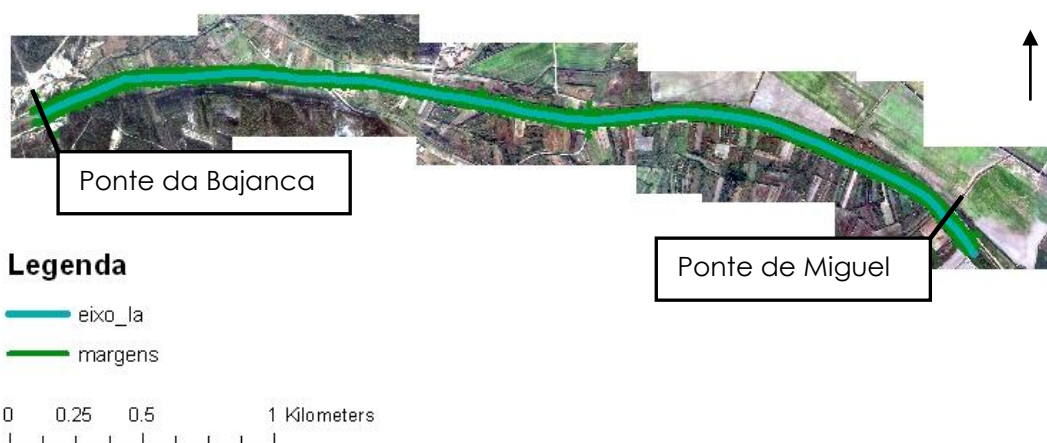 Ponte da Bajanca
Ponte de Miguel
Legenda
eixo_la
margens
0 0.25 0.5 1 Kilometers